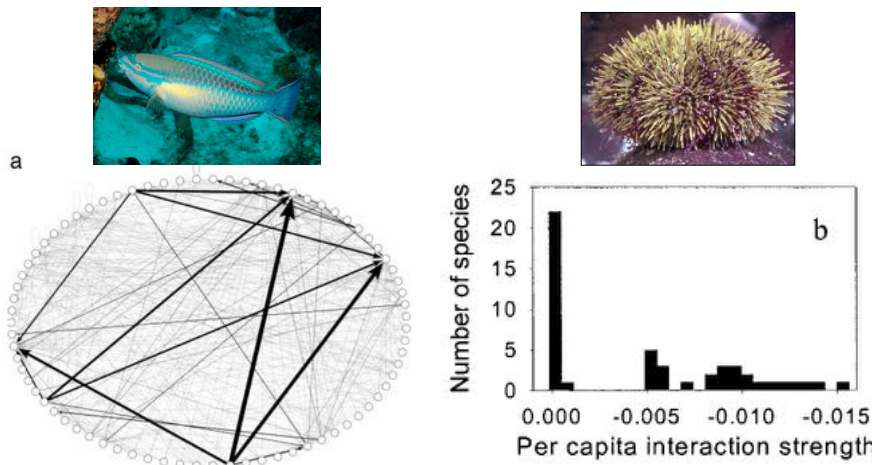 a
b
25
20
15
10
5
0
Number of species
0.000 -0.005 -0.010 -0.015
Per capita interaction strength